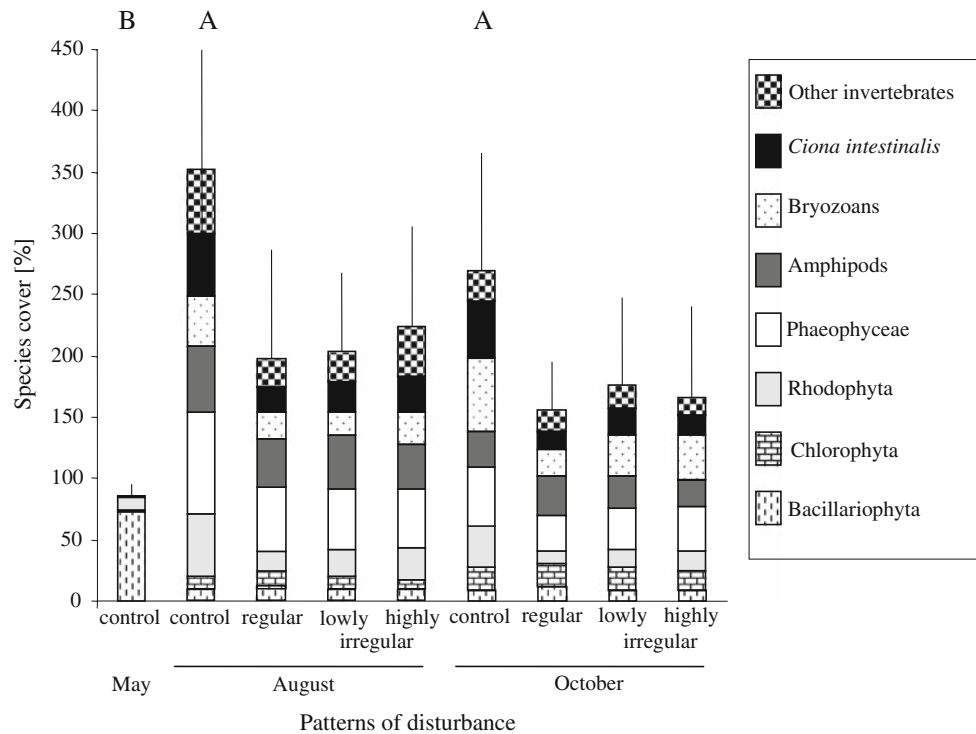 B A A
450
400
350
300
250
200
150
100
50
0
Species cover [%]
Other invertebrates
Ciona intestinalis
Bryozoans
Amphipods
Phaeophyceae
Rhodophyta
Chlorophyta
Bacillariophyta
control control regular lowly highly control regular lowly highly
irregular irregular
May August October
Patterns of disturbance